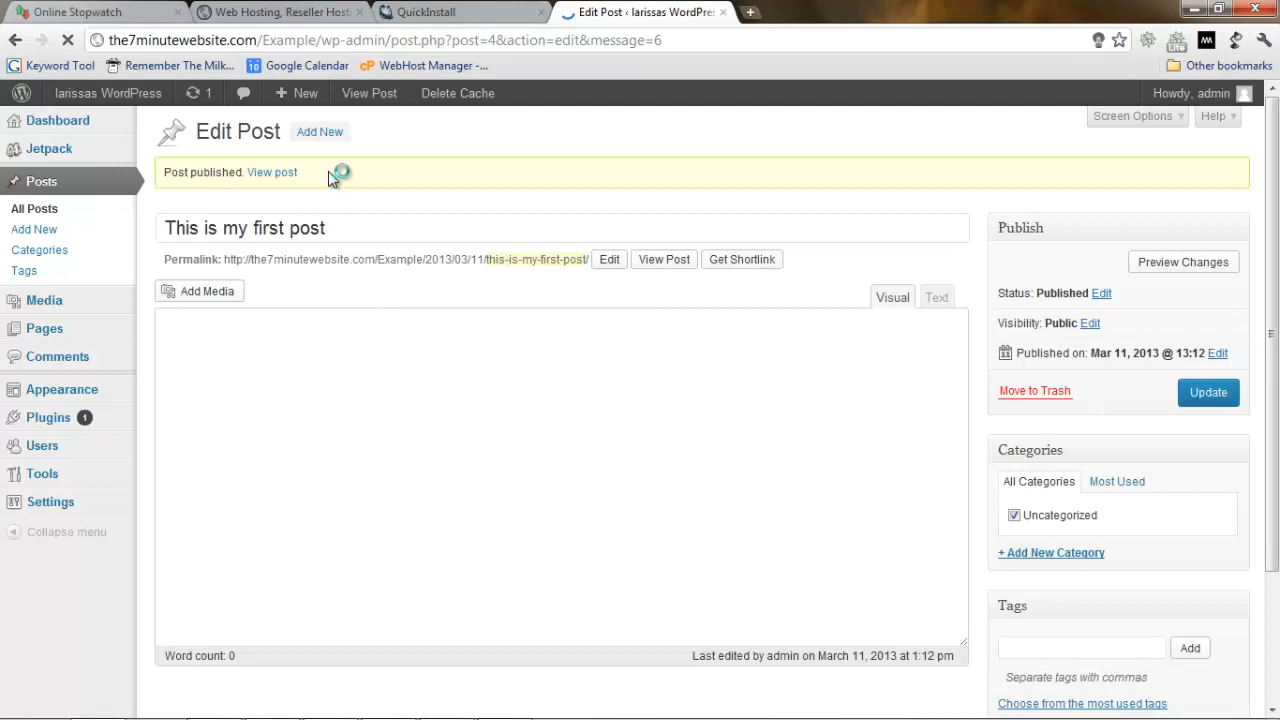 Online Stopwatch
Web Hosting, Reseller Host
QuickInstall
Edit Post ‹ larissas WordPre
the7minutewebsite.com/Example/wp-admin/post.php?post=4&action=edit&message=6
Keyword Tool
Remember The Milk...
10
Google Calendar
cP
WebHost Manager -...
Other bookmarks
larissas WordPress
1
New
View Post
Delete Cache
Howdy, admin
Screen Options
Help
Dashboard
Jetpack
Posts
All Posts
Add New
Categories
Tags
Media
Pages
Comments
Appearance
Plugins 1
Users
Tools
Settings
Collapse menu
Edit Post
Add New
Post published. View post
This is my first post
Permalink: http://the7minutewebsite.com/Example/2013/03/11/this-is-my-first-post/
Edit
View Post
Get Shortlink
Add Media
Visual
Text
Word count: 0
Last edited by admin on March 11, 2013 at 1:12 pm
Publish
Preview Changes
Status: Published Edit
Visibility: Public Edit
Published on: Mar 11, 2013 @ 13:12 Edit
Move to Trash
Update
Categories
All Categories
Most Used
Uncategorized
+ Add New Category
Tags
Add
Separate tags with commas
Choose from the most used tags